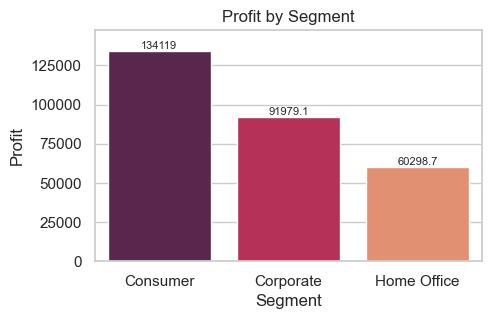 Profit by Segment
134119
125000
91979.1
100000
75000
60298.7
50000
25000
0
Profit
Consumer Corporate Home Office
Segment